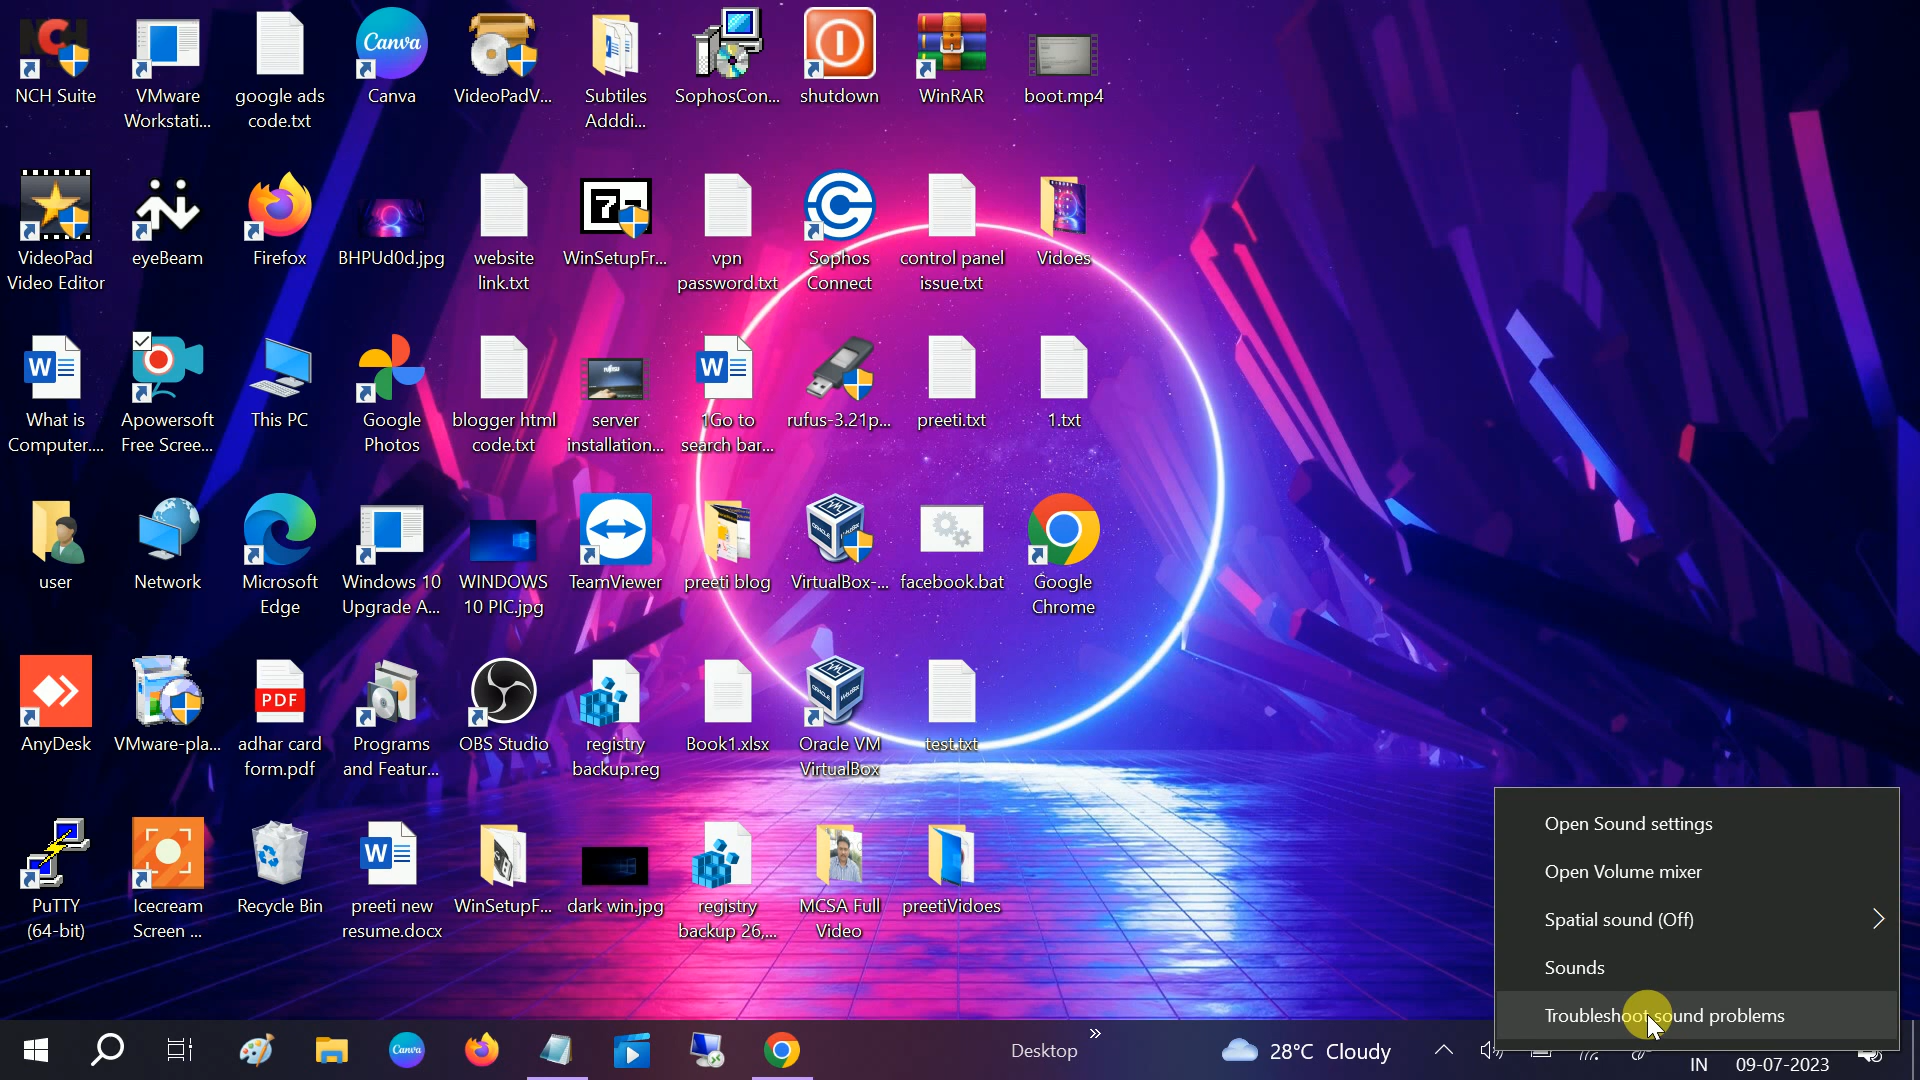 NCH Suite
VMware
Workstati...
google ads
code.txt
Canva
Canva
VideoPadV...
Subtiles
Adddi...
SophosCon...
shutdown
WinRAR
boot.mp4
VideoPad
Video Editor
eyeBeam
Firefox
BHPUd0d.jpg
website
link.txt
WinSetupFr...
vpn
password.txt
Sophos
Connect
control panel
issue.txt
Vidoes
What is
Computer....
Apowersoft
Free Scree...
This PC
Google
Photos
blogger html
code.txt
server
installation...
1Go to
search bar...
rufus-3.21p...
preeti.txt
1.txt
user
Network
Microsoft
Edge
Windows 10
Upgrade A...
WINDOWS
10 PIC.jpg
TeamViewer
preeti blog
VirtualBox-...
facebook.bat
Google
Chrome
AnyDesk
VMware-pla...
PDF
adhar card
form.pdf
Programs
and Featur...
OBS Studio
registry
backup.reg
Book1.xlsx
Oracle VM
VirtualBox
test.txt
PuTTY
(64-bit)
Icecream
Screen ...
Recycle Bin
preeti new
resume.docx
WinSetupF...
dark win.jpg
registry
backup 26,...
MCSA Full
Video
preetiVidoes
Open Sound settings
Open Volume mixer
Spatial sound (Off)
Sounds
Troubleshoot sound problems
Canva
Desktop
28°C Cloudy
IN
09-07-2023